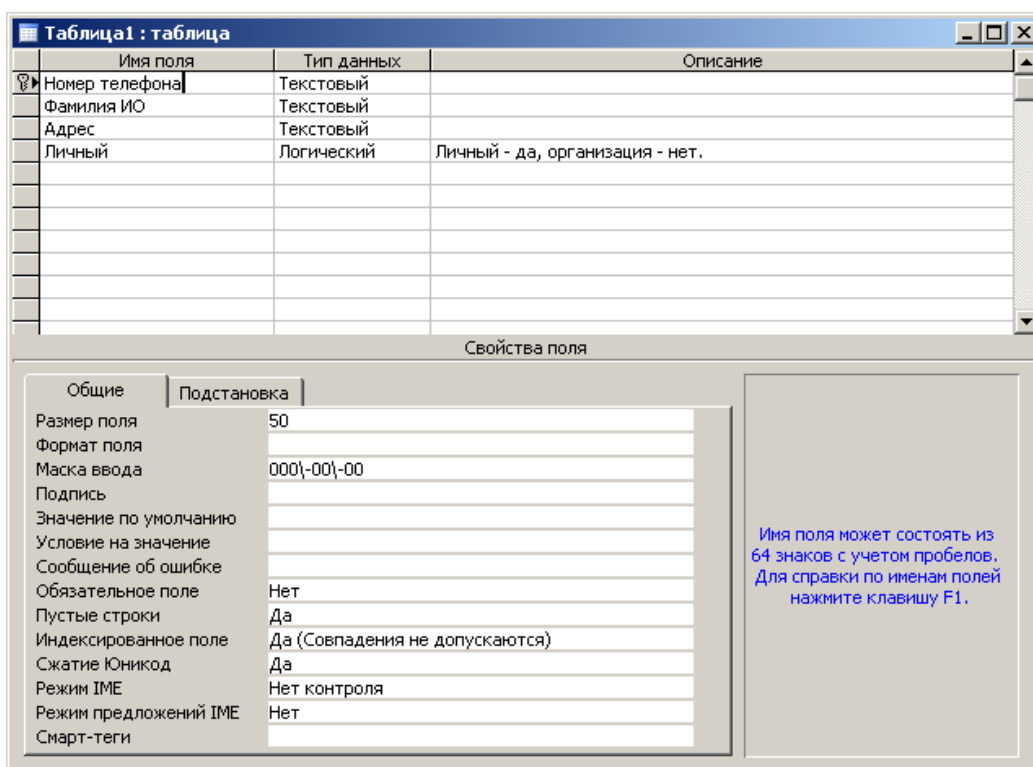 Таблица1 : таблица
Имя поля Тип данных Описание
Номер телефона Текстовый
Фамилия ИО Текстовый
Адрес Текстовый
Личный Логический Личный - да, организация - нет.
Свойства поля
Общие Подстановка
Размер поля 50
Формат поля
Маска ввода 000\-00\-00
Подпись
Значение по умолчанию
Условие на значение
Сообщение об ошибке
Обязательное поле Нет
Пустые строки Да
Индексированное поле Да (Совпадения не допускаются)
Сжатие Юникод Да
Режим IME Нет контроля
Режим предложений IME Нет
Смарт-теги
Имя поля может состоять из
64 знаков с учетом пробелов.
Для справки по именам полей
нажмите клавишу F1.